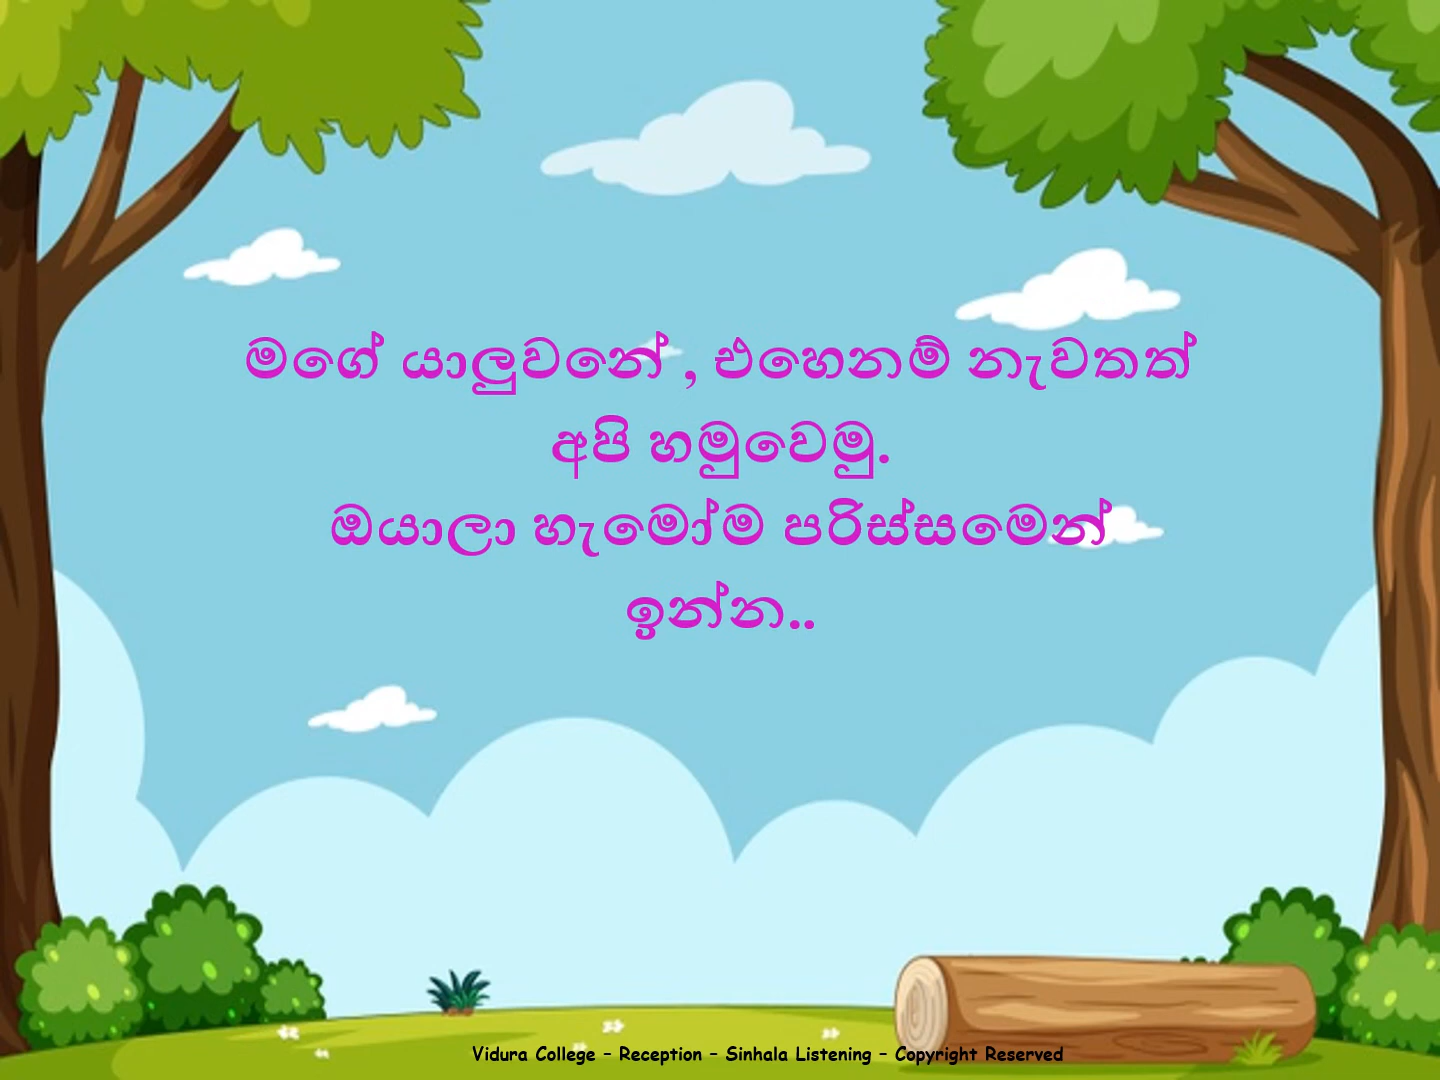 මගේ යාලුවනේ , එහෙනම් නැවතත්
අපි හමුවෙමු.
ඔයාලා හැමෝම පරිස්සමෙන්
ඉන්න..
Vidura College – Reception – Sinhala Listening – Copyright Reserved